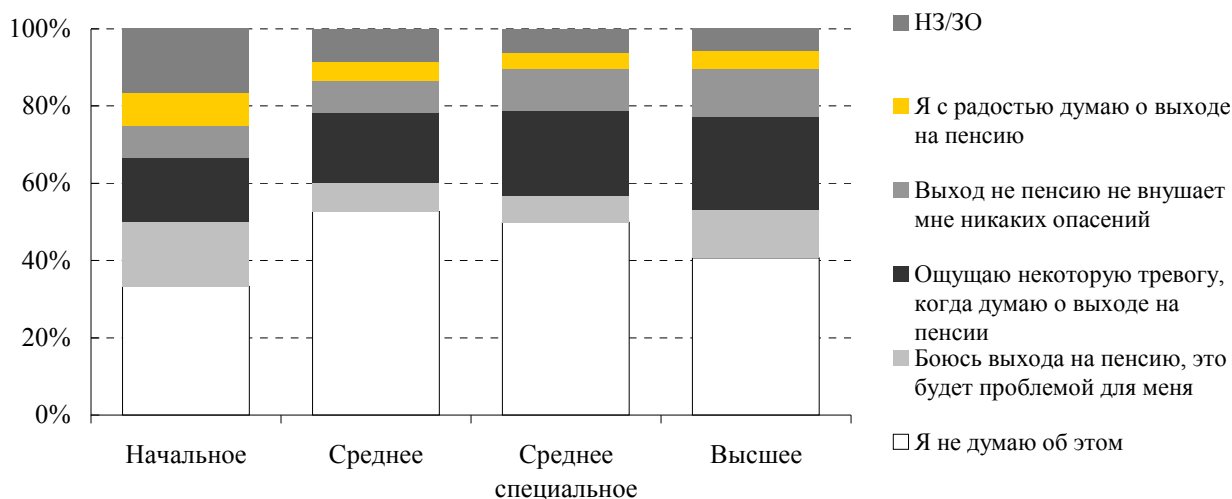 100%
80%
60%
40%
20%
0%
Начальное
Среднее
Среднее
специальное
Высшее
НЗ/ЗО
Я с радостью думаю о выходе
на пенсию
Выход не пенсию не внушает
мне никаких опасений
Ощущаю некоторую тревогу,
когда думаю о выходе на
пенсии
Боюсь выхода на пенсию, это
будет проблемой для меня
Я не думаю об этом